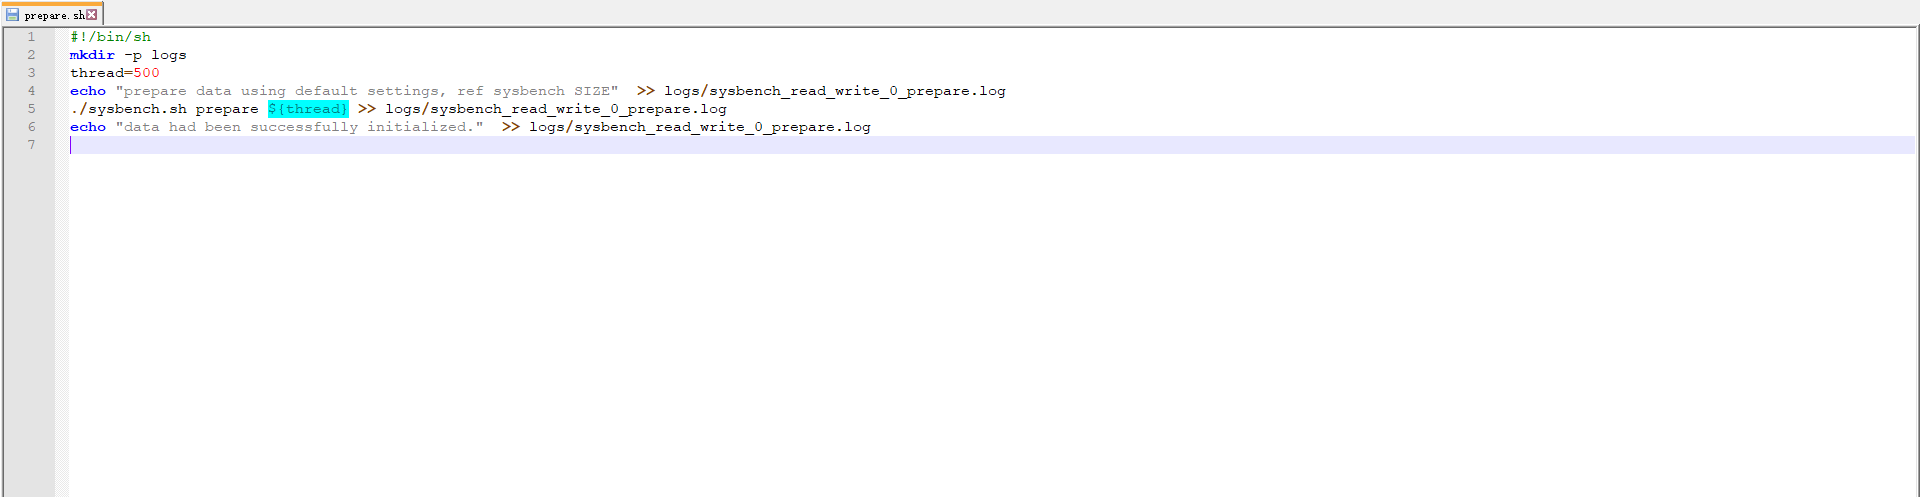 prepare.sh
1 #!/bin/sh
2 mkdir -p logs
3 thread=500
4 echo "prepare data using default settings, ref sysbench SIZE"  >> logs/sysbench_read_write_0_prepare.log
5 ./sysbench.sh prepare ${thread} >> logs/sysbench_read_write_0_prepare.log
6 echo "data had been successfully initialized."  >> logs/sysbench_read_write_0_prepare.log
7